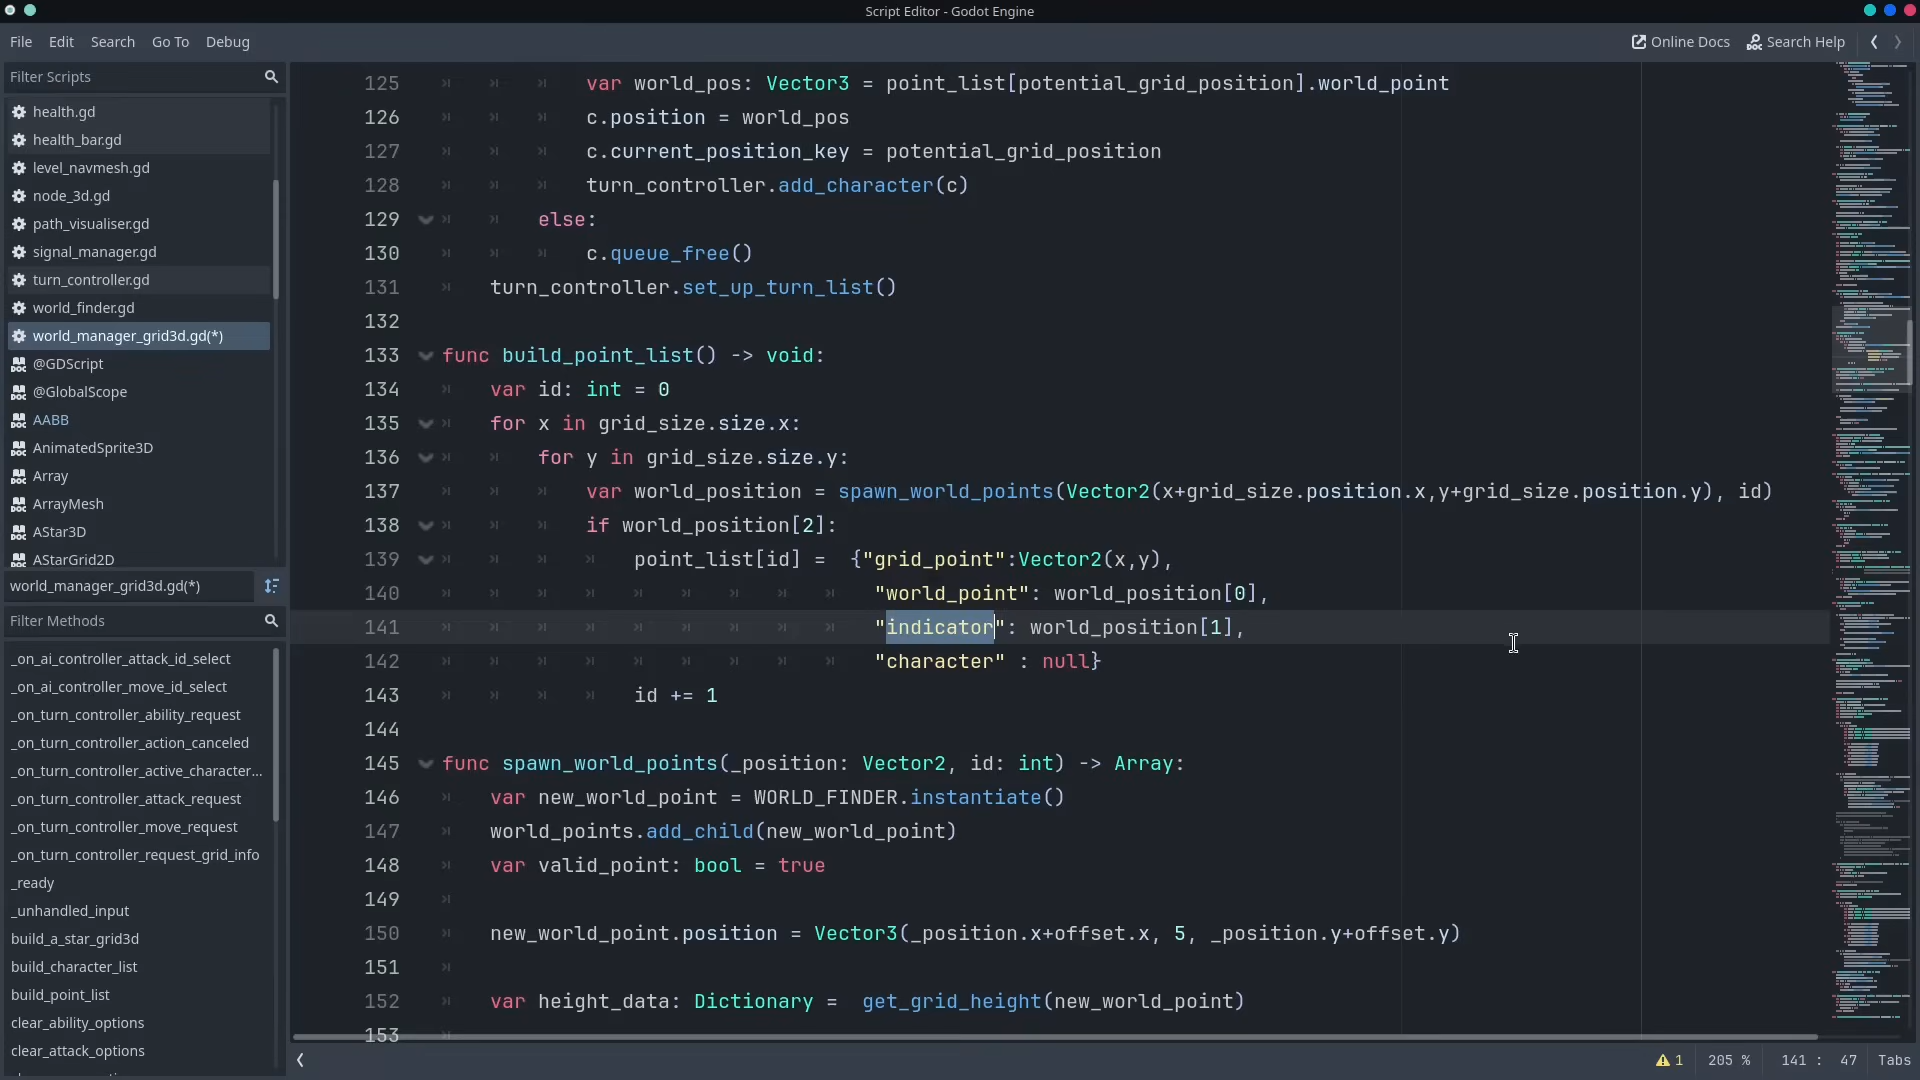 Script Editor - Godot Engine
File Edit Search Go To Debug
Online Docs Search Help
Filter Scripts
health.gd
health_bar.gd
level_navmesh.gd
node_3d.gd
path_visualiser.gd
signal_manager.gd
turn_controller.gd
world_finder.gd
world_manager_grid3d.gd(*)
@GDScript
@GlobalScope
AABB
AnimatedSprite3D
Array
ArrayMesh
AStar3D
AStarGrid2D
world_manager_grid3d.gd(*)
Filter Methods
_on_ai_controller_attack_id_select
_on_ai_controller_move_id_select
_on_turn_controller_ability_request
_on_turn_controller_action_canceled
_on_turn_controller_active_character...
_on_turn_controller_attack_request
_on_turn_controller_move_request
_on_turn_controller_request_grid_info
_ready
_unhandled_input
build_a_star_grid3d
build_character_list
build_point_list
clear_ability_options
clear_attack_options
125 var world_pos: Vector3 = point_list[potential_grid_position].world_point
126 c.position = world_pos
127 c.current_position_key = potential_grid_position
128 turn_controller.add_character(c)
129 else:
130 c.queue_free()
131 turn_controller.set_up_turn_list()
132
133 func build_point_list() -> void:
134 var id: int = 0
135 for x in grid_size.size.x:
136 for y in grid_size.size.y:
137 var world_position = spawn_world_points(Vector2(x+grid_size.position.x,y+grid_size.position.y), id)
138 if world_position[2]:
139 point_list[id] =  {"grid_point":Vector2(x,y),
140 "world_point": world_position[0],
141 "indicator": world_position[1],
142 "character" : null}
143 id += 1
144
145 func spawn_world_points(_position: Vector2, id: int) -> Array:
146 var new_world_point = WORLD_FINDER.instantiate()
147 world_points.add_child(new_world_point)
148 var valid_point: bool = true
149
150 new_world_point.position = Vector3(_position.x+offset.x, 5, _position.y+offset.y)
151
152 var height_data: Dictionary =  get_grid_height(new_world_point)
153
1 205 % 141 : 47 Tabs